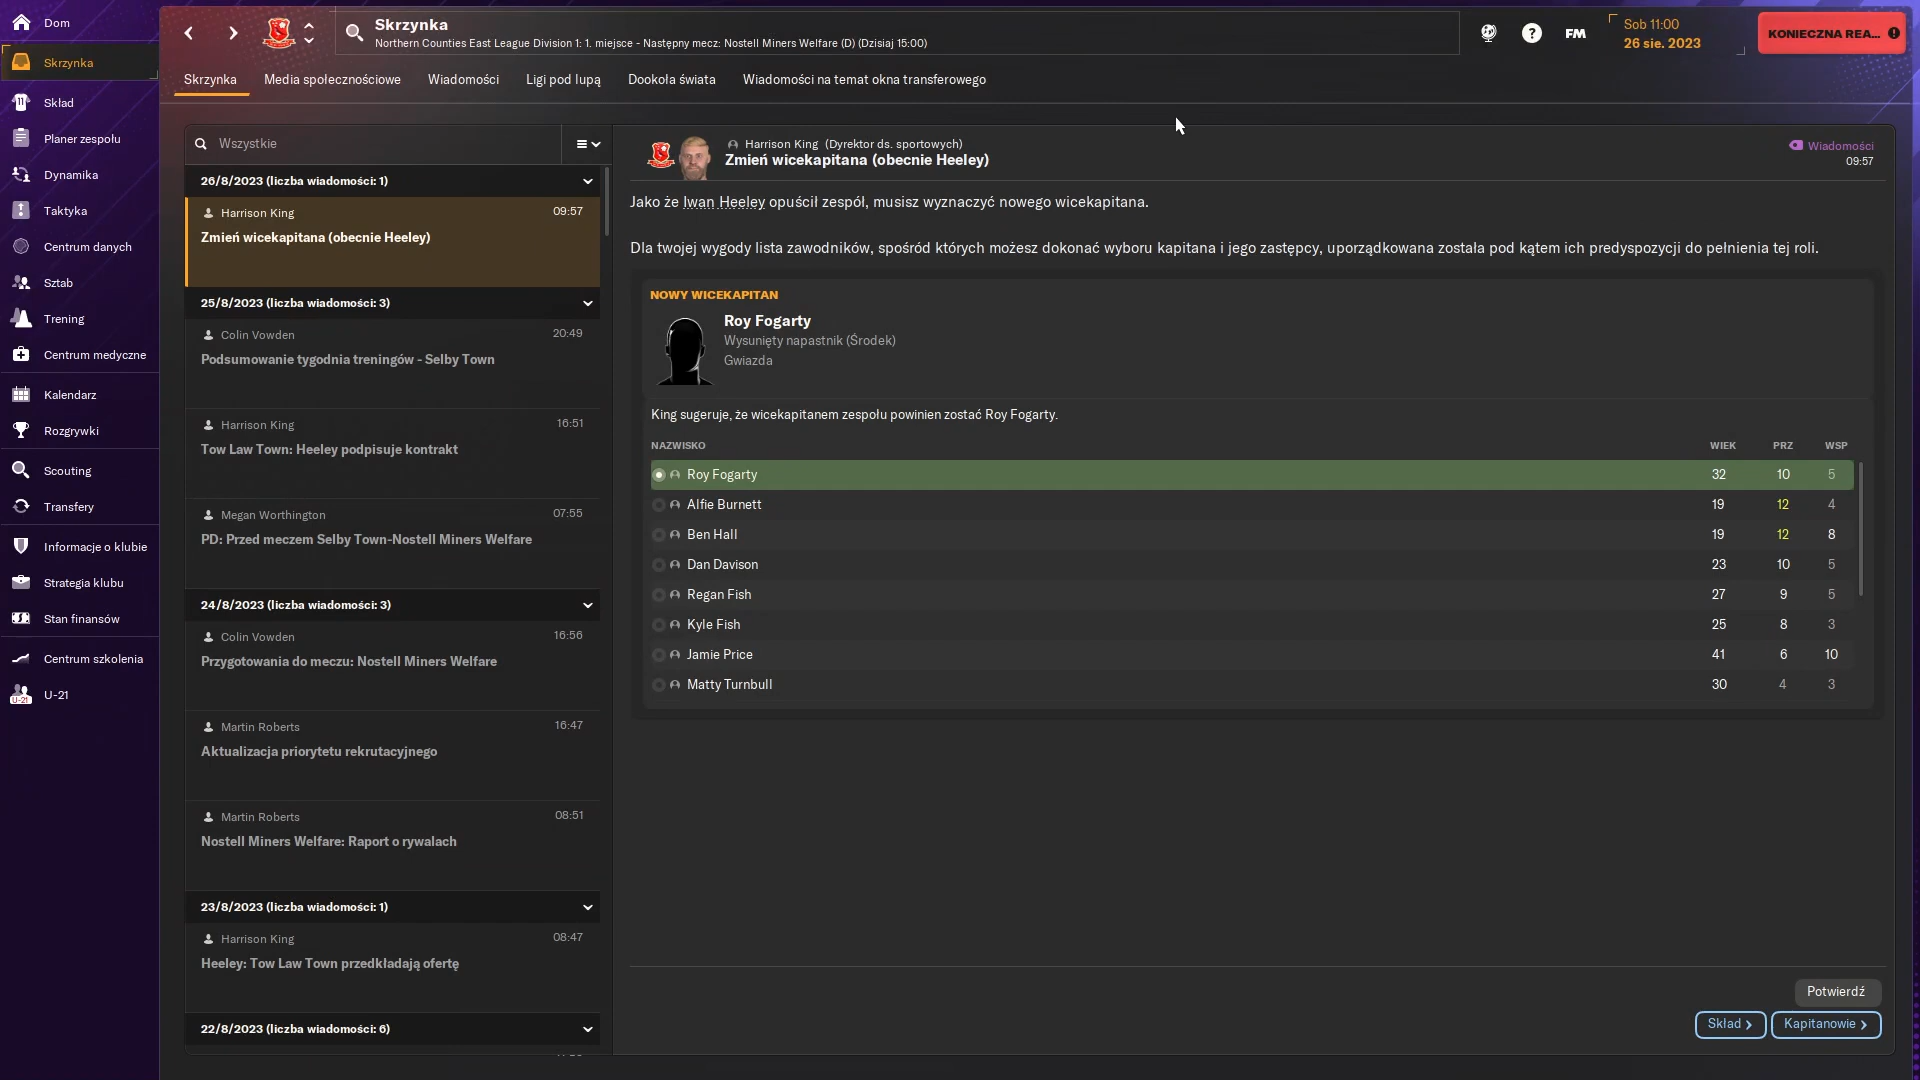 Dom
Skrzynka
Skład
Planer zespołu
Dynamika
Taktyka
Centrum danych
Sztab
Trening
Centrum medyczne
Kalendarz
Rozgrywki
Scouting
Transfery
Informacje o klubie
Strategia klubu
Stan finansów
Centrum szkolenia
U-21
Skrzynka
Northern Counties East League Division 1: 1. miejsce - Następny mecz: Nostell Miners Welfare (D) (Dzisiaj 15:00)
FM
Sob 11:00
26 sie. 2023
KONIECZNA REA...
Skrzynka
Media społecznościowe
Wiadomości
Ligi pod lupą
Dookoła świata
Wiadomości na temat okna transferowego
Wszystkie
26/8/2023 (liczba wiadomości: 1)
Harrison King 09:57
Zmień wicekapitana (obecnie Heeley)
25/8/2023 (liczba wiadomości: 3)
Colin Vowden 20:49
Podsumowanie tygodnia treningów - Selby Town
Harrison King 16:51
Tow Law Town: Heeley podpisuje kontrakt
Megan Worthington 07:55
PD: Przed meczem Selby Town-Nostell Miners Welfare
24/8/2023 (liczba wiadomości: 3)
Colin Vowden 16:56
Przygotowania do meczu: Nostell Miners Welfare
Martin Roberts 16:47
Aktualizacja priorytetu rekrutacyjnego
Martin Roberts 08:51
Nostell Miners Welfare: Raport o rywalach
23/8/2023 (liczba wiadomości: 1)
Harrison King 08:47
Heeley: Tow Law Town przedkładają ofertę
22/8/2023 (liczba wiadomości: 6)
Harrison King (Dyrektor ds. sportowych)
Zmień wicekapitana (obecnie Heeley)
Wiadomości
09:57
Jako że Iwan Heeley opuścił zespół, musisz wyznaczyć nowego wicekapitana.
Dla twojej wygody lista zawodników, spośród których możesz dokonać wyboru kapitana i jego zastępcy, uporządkowana została pod kątem ich predyspozycji do pełnienia tej roli.
NOWY WICEKAPITAN
Roy Fogarty
Wysunięty napastnik (Środek)
Gwiazda
King sugeruje, że wicekapitanem zespołu powinien zostać Roy Fogarty.
NAZWISKO WIEK PRZ WSP
Roy Fogarty 32 10 5
Alfie Burnett 19 12 4
Ben Hall 19 12 8
Dan Davison 23 10 5
Regan Fish 27 9 5
Kyle Fish 25 8 3
Jamie Price 41 6 10
Matty Turnbull 30 4 3
Potwierdź
Skład
Kapitanowie